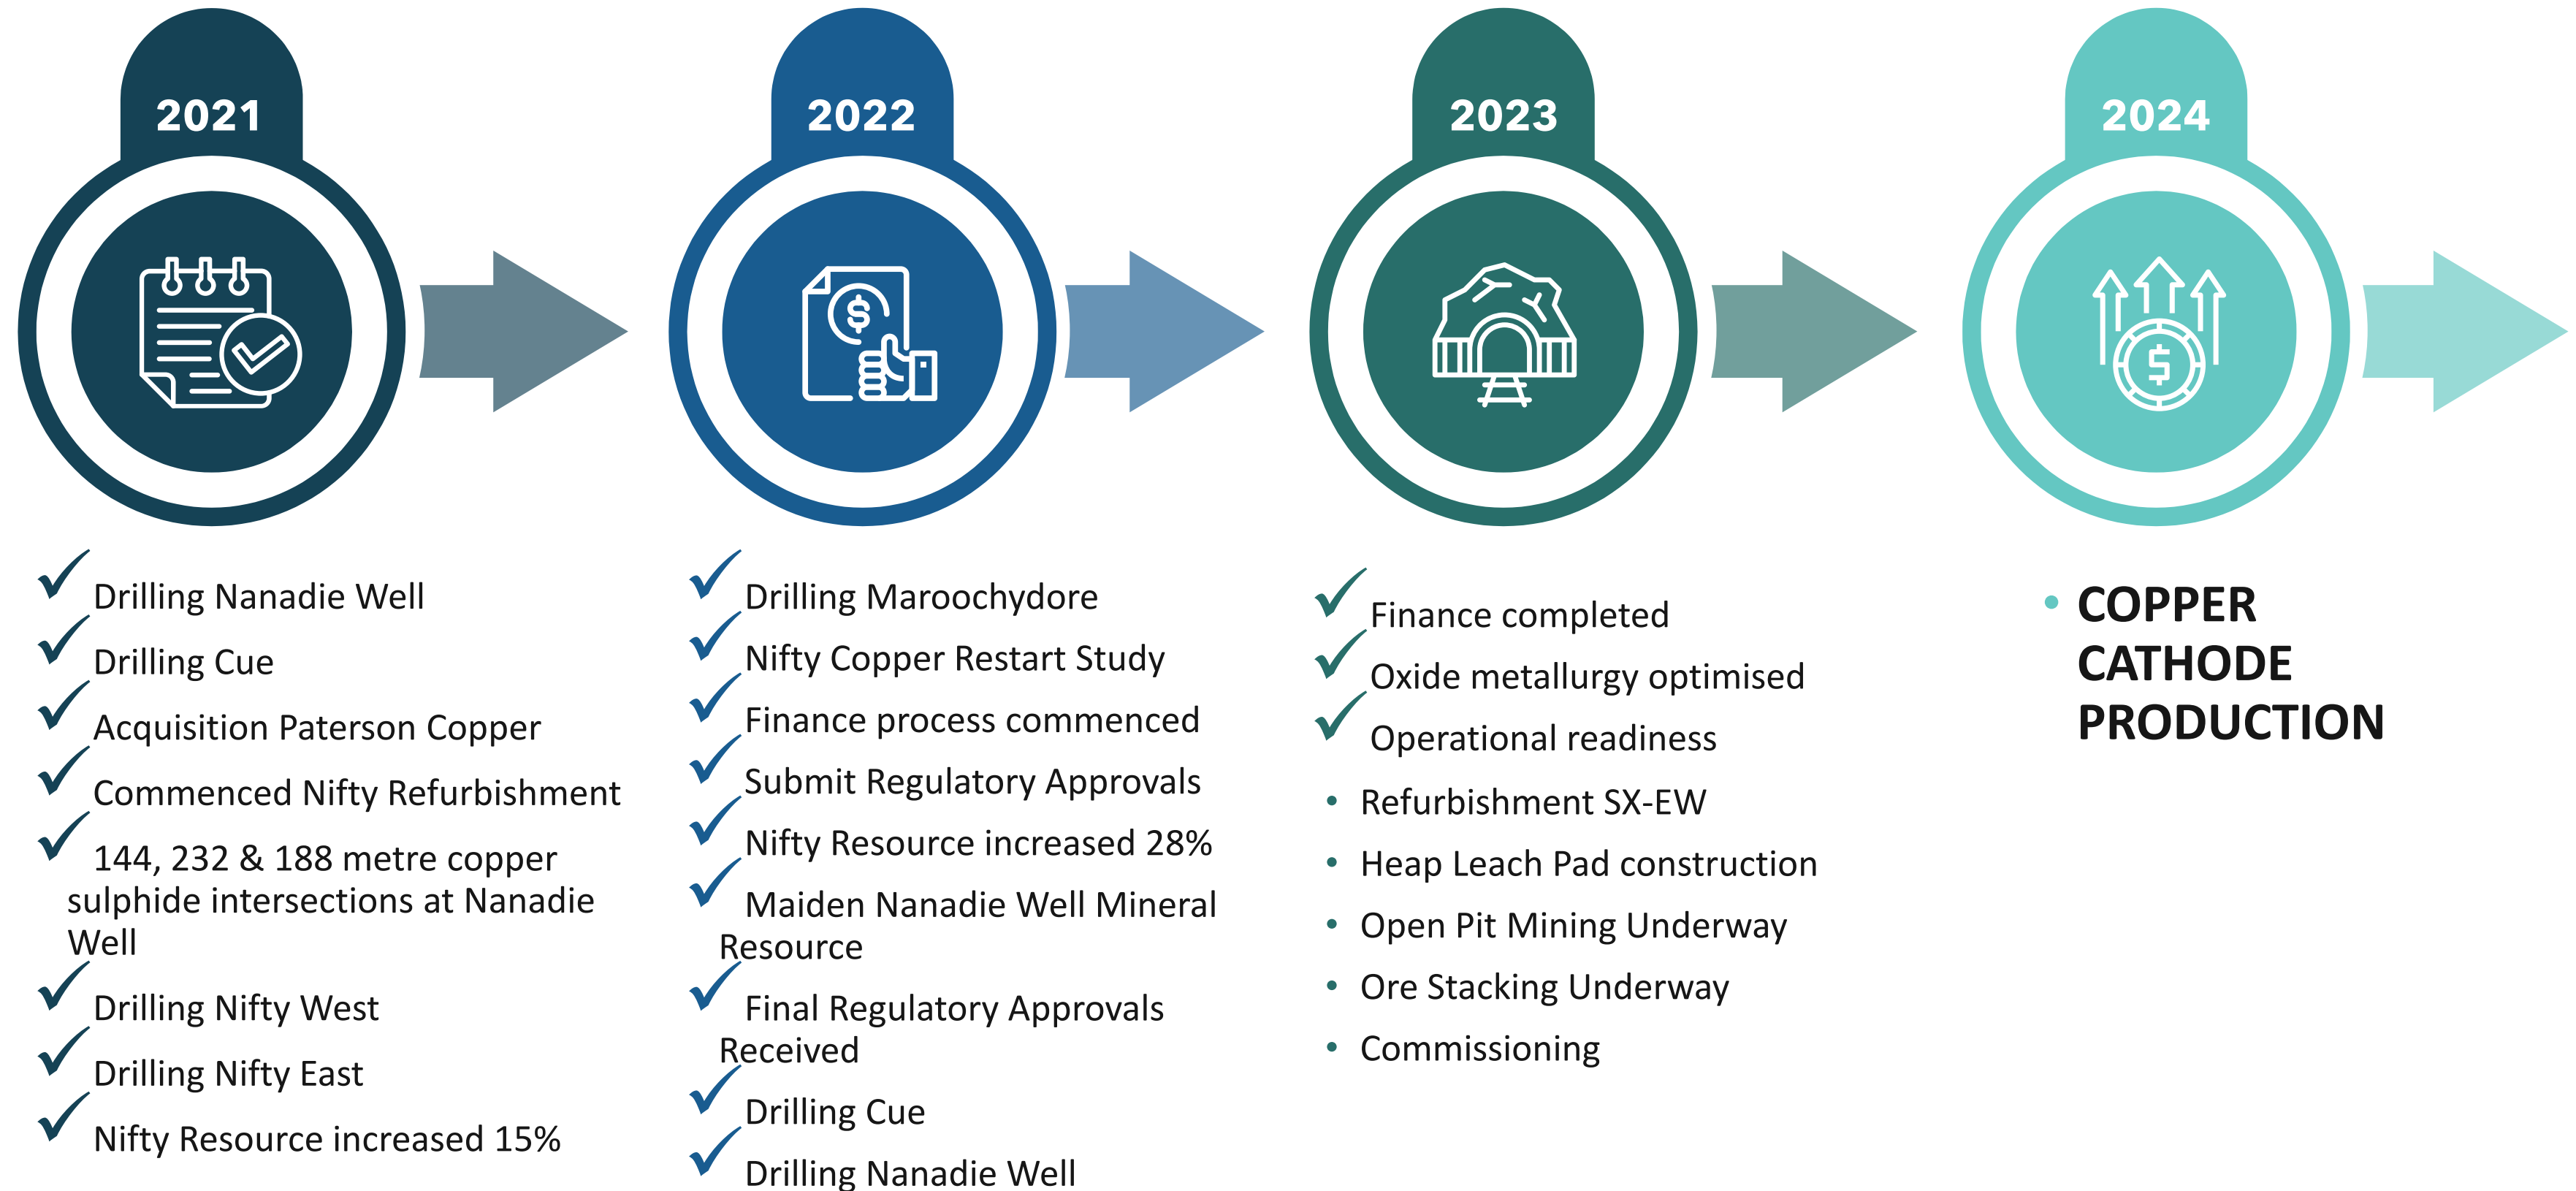 2021
Drilling Nanadie Well
Drilling Cue
Acquisition Paterson Copper
Commenced Nifty Refurbishment
144, 232 & 188 metre copper
sulphide intersections at Nanadie
Well
Drilling Nifty West
Drilling Nifty East
Nifty Resource increased 15%
2022
$
Drilling Maroochydore
Nifty Copper Restart Study
Finance process commenced
Submit Regulatory Approvals
Nifty Resource increased 28%
Maiden Nanadie Well Mineral
Resource
Final Regulatory Approvals
Received
Drilling Cue
Drilling Nanadie Well
2023
Finance completed
Oxide metallurgy optimised
Operational readiness
• Refurbishment SX-EW
• Heap Leach Pad construction
• Open Pit Mining Underway
• Ore Stacking Underway
• Commissioning
2024
$
• COPPER
CATHODE
PRODUCTION